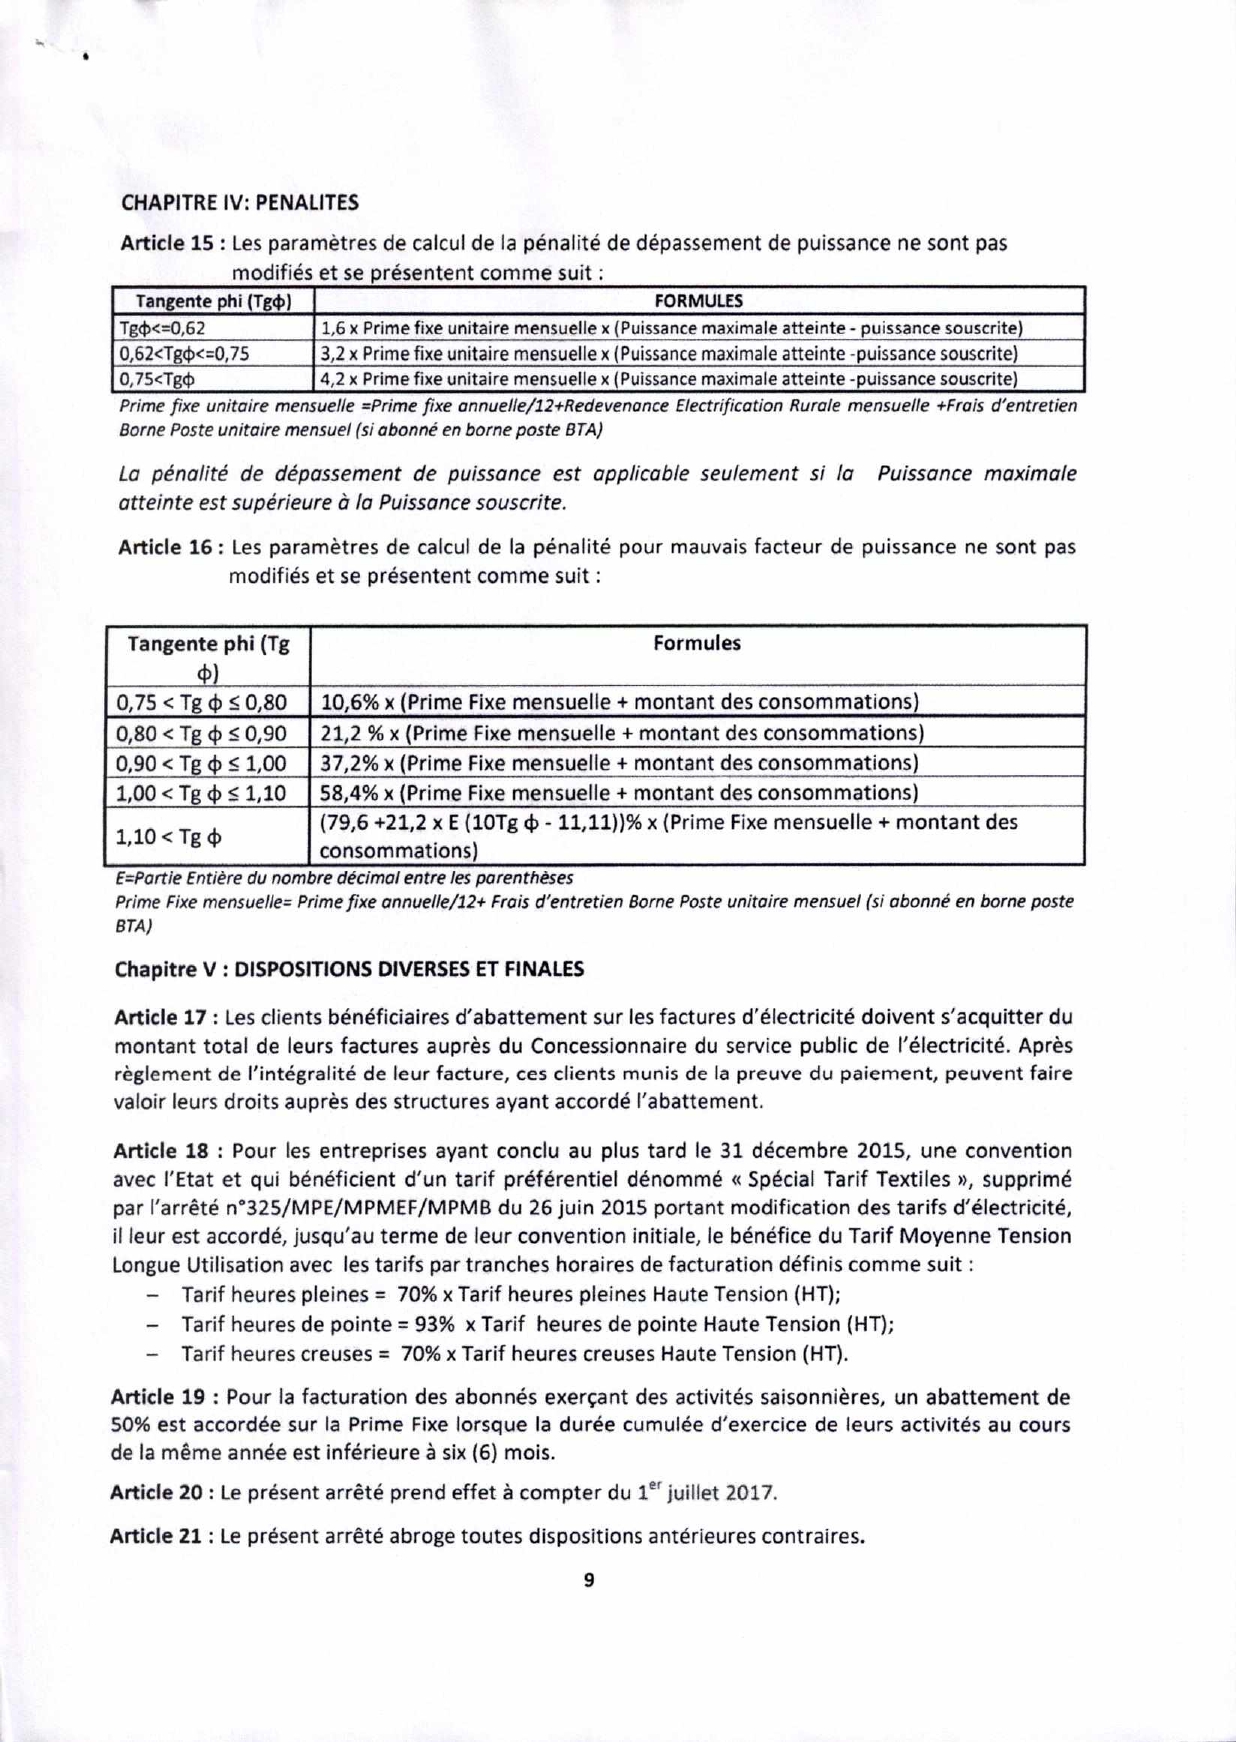 CHAPITRE IV: PENALITES
Article 15 : Les paramètres de calcul de la pénalité de dépassement de puissance ne sont pas
modifiés et se présentent comme suit :
Tangente phi (Tgф) FORMULES
Tgф<=0,62 1,6 x Prime fixe unitaire mensuelle x (Puissance maximale atteinte - puissance souscrite)
0,62<Tgф<=0,75 3,2 x Prime fixe unitaire mensuelle x (Puissance maximale atteinte -puissance souscrite)
0,75<Tgф 4,2 x Prime fixe unitaire mensuelle x (Puissance maximale atteinte -puissance souscrite)
Prime fixe unitaire mensuelle =Prime fixe annuelle/12+Redevenance Electrification Rurale mensuelle +Frais d'entretien
Borne Poste unitaire mensuel (si abonné en borne poste BTA)
La pénalité de dépassement de puissance est applicable seulement si la Puissance maximale
atteinte est supérieure à la Puissance souscrite.
Article 16 : Les paramètres de calcul de la pénalité pour mauvais facteur de puissance ne sont pas
modifiés et se présentent comme suit :
Tangente phi (Tg Formules
ф)
0,75 < Tg ф ≤ 0,80 10,6% x (Prime Fixe mensuelle + montant des consommations)
0,80 < Tg ф ≤ 0,90 21,2 % x (Prime Fixe mensuelle + montant des consommations)
0,90 < Tg ф ≤ 1,00 37,2% x (Prime Fixe mensuelle + montant des consommations)
1,00 < Tg ф ≤ 1,10 58,4% x (Prime Fixe mensuelle + montant des consommations)
1,10 < Tg ф (79,6 +21,2 x E (10Tg ф - 11,11))% x (Prime Fixe mensuelle + montant des
consommations)
E=Partie Entière du nombre décimal entre les parenthèses
Prime Fixe mensuelle= Prime fixe annuelle/12+ Frais d'entretien Borne Poste unitaire mensuel (si abonné en borne poste
BTA)
Chapitre V : DISPOSITIONS DIVERSES ET FINALES
Article 17 : Les clients bénéficiaires d'abattement sur les factures d'électricité doivent s'acquitter du
montant total de leurs factures auprès du Concessionnaire du service public de l'électricité. Après
règlement de l'intégralité de leur facture, ces clients munis de la preuve du paiement, peuvent faire
valoir leurs droits auprès des structures ayant accordé l'abattement.
Article 18 : Pour les entreprises ayant conclu au plus tard le 31 décembre 2015, une convention
avec l'Etat et qui bénéficient d'un tarif préférentiel dénommé « Spécial Tarif Textiles », supprimé
par l'arrêté n°325/MPE/MPMEF/MPMB du 26 juin 2015 portant modification des tarifs d'électricité,
il leur est accordé, jusqu'au terme de leur convention initiale, le bénéfice du Tarif Moyenne Tension
Longue Utilisation avec les tarifs par tranches horaires de facturation définis comme suit :
– Tarif heures pleines = 70% x Tarif heures pleines Haute Tension (HT);
– Tarif heures de pointe = 93% x Tarif heures de pointe Haute Tension (HT);
– Tarif heures creuses = 70% x Tarif heures creuses Haute Tension (HT).
Article 19 : Pour la facturation des abonnés exerçant des activités saisonnières, un abattement de
50% est accordée sur la Prime Fixe lorsque la durée cumulée d'exercice de leurs activités au cours
de la même année est inférieure à six (6) mois.
Article 20 : Le présent arrêté prend effet à compter du 1er juillet 2017.
Article 21 : Le présent arrêté abroge toutes dispositions antérieures contraires.
9